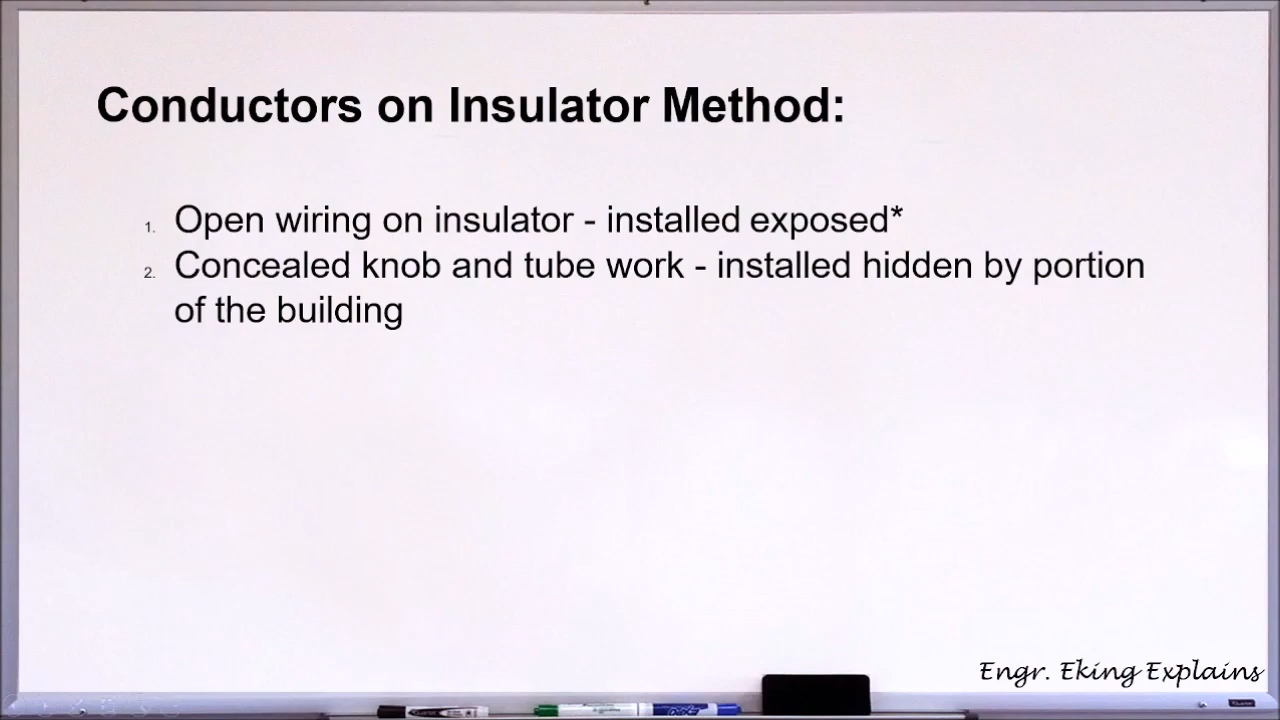 Conductors on Insulator Method:
1. Open wiring on insulator - installed exposed*
2. Concealed knob and tube work - installed hidden by portion
of the building
Engr. Eking Explains